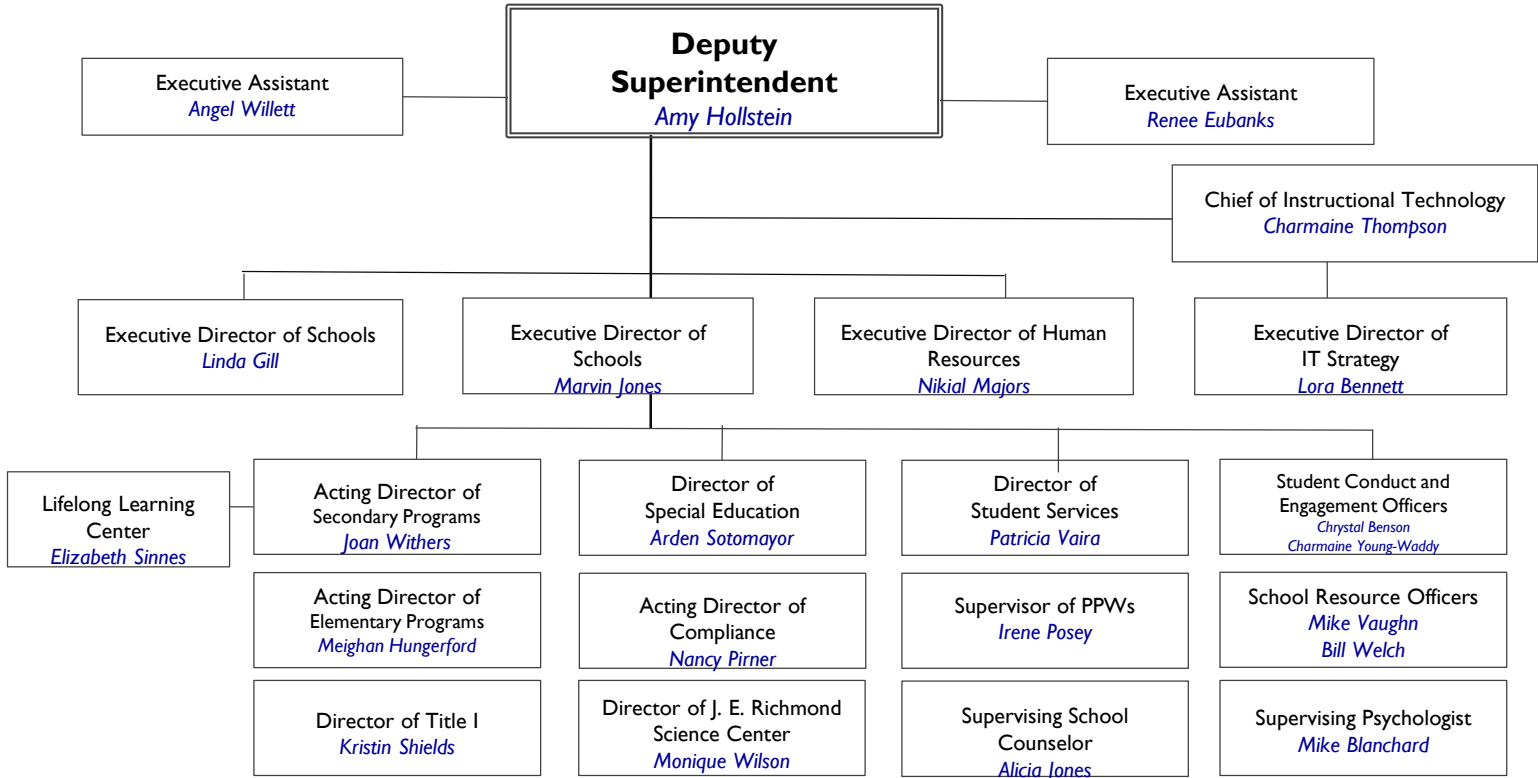 Deputy
Superintendent
Amy Hollstein
Executive Assistant
Angel Willett
Executive Assistant
Renee Eubanks
Chief of Instructional Technology
Charmaine Thompson
Executive Director of Schools
Linda Gill
Executive Director of
Schools
Marvin Jones
Executive Director of Human
Resources
Nikial Majors
Executive Director of
IT Strategy
Lora Bennett
Lifelong Learning
Center
Elizabeth Sinnes
Acting Director of
Secondary Programs
Joan Withers
Director of
Special Education
Arden Sotomayor
Director of
Student Services
Patricia Vaira
Student Conduct and
Engagement Officers
Chrystal Benson
Charmaine Young-Waddy
Acting Director of
Elementary Programs
Meighan Hungerford
Acting Director of
Compliance
Nancy Pirner
Supervisor of PPWs
Irene Posey
School Resource Officers
Mike Vaughn
Bill Welch
Director of Title I
Kristin Shields
Director of J. E. Richmond
Science Center
Monique Wilson
Supervising School
Counselor
Alicia Jones
Supervising Psychologist
Mike Blanchard